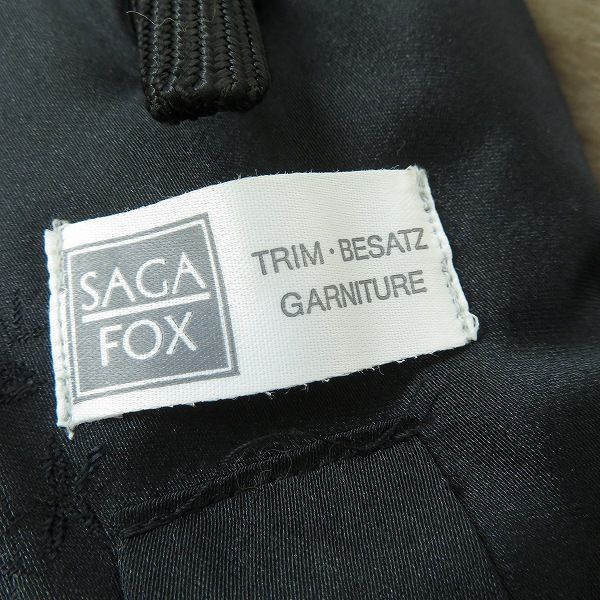 SAGA
FOX
TRIM · BESATZ
GARNITURE